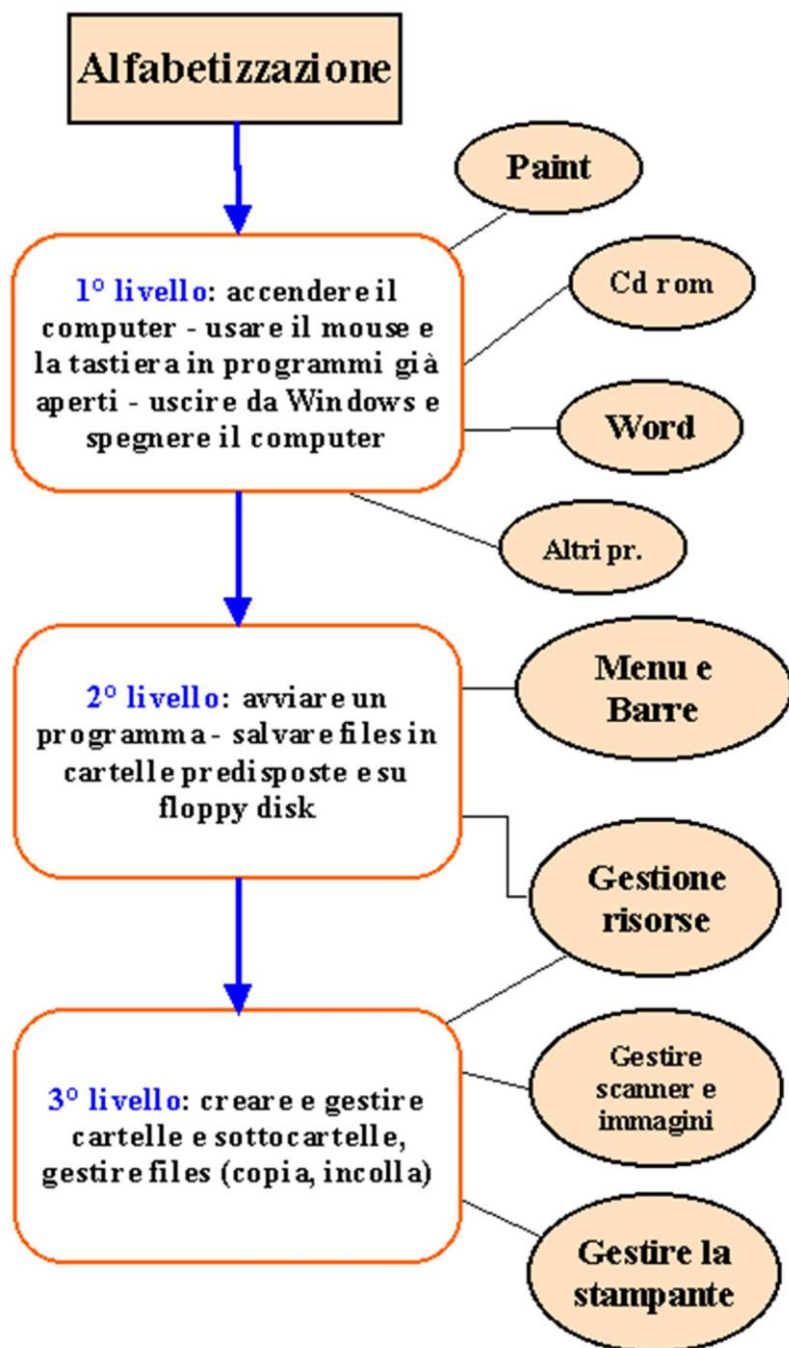 Alfabetizzazione
Paint
1° livello: accendere il
computer - usare il mouse e
la tastiera in programmi già
aperti - uscire da Windows e
spegnere il computer
Cd rom
Word
Altri pr.
2° livello: avviare un
programma - salvare files in
cartelle predisposte e su
floppy disk
Menu e
Barre
Gestione
risorse
3° livello: creare e gestire
cartelle e sottocartelle,
gestire files (copia, incolla)
Gestire
scanner e
immagini
Gestire la
stampante